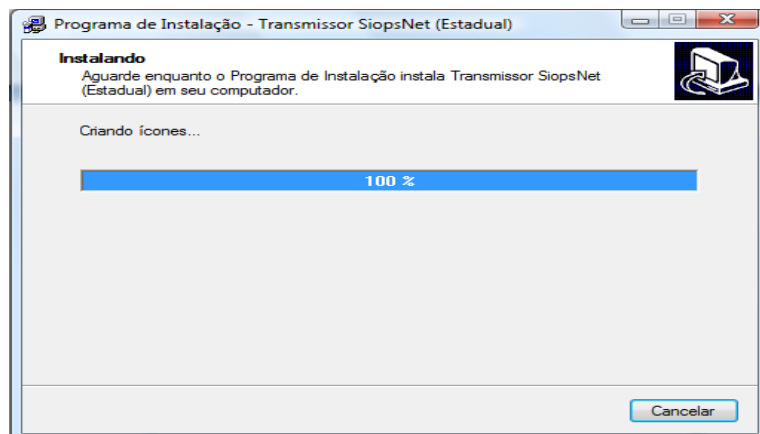 Programa de Instalação - Transmissor SiopsNet (Estadual)
Instalando
Aguarde enquanto o Programa de Instalação instala Transmissor SiopsNet
(Estadual) em seu computador.
Criando ícones...
100 %
Cancelar